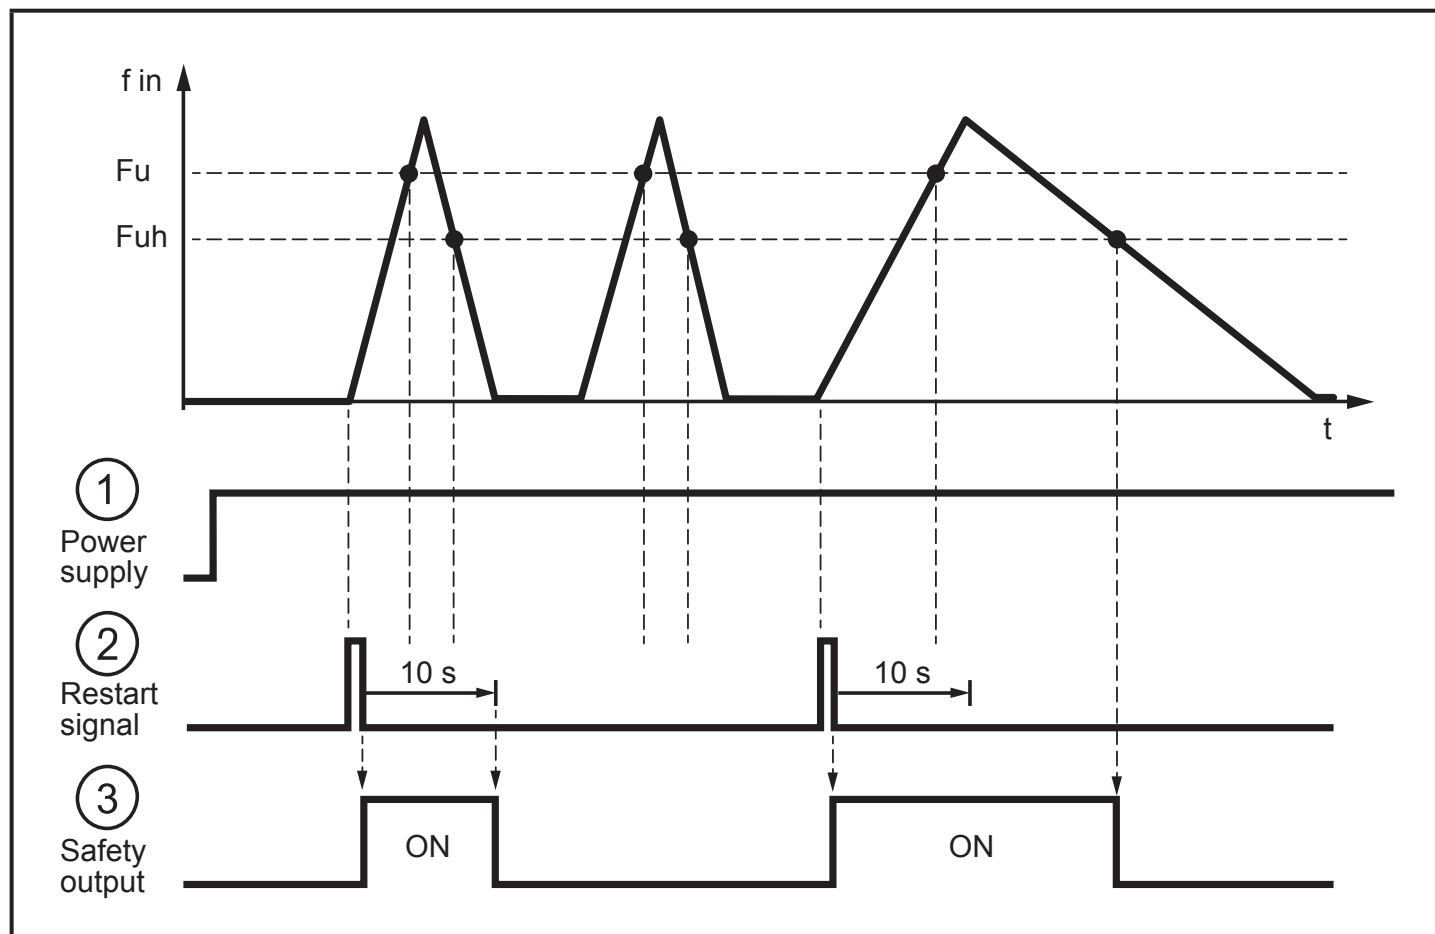 f in
Fu
Fuh
t
1
Power
supply
2
Restart
signal
10 s
10 s
3
Safety
output
ON
ON